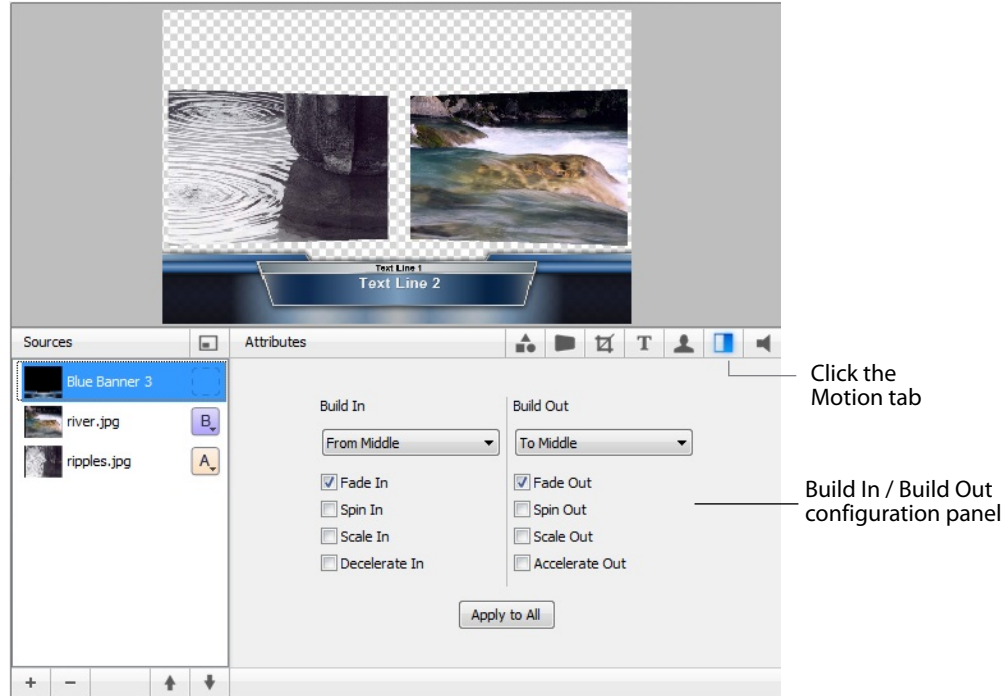 Text Line 1
Text Line 2
Sources
Attributes
T
Click the
Motion tab
Blue Banner 3
river.jpg
B
ripples.jpg
A
Build In
Build Out
From Middle
To Middle
Fade In
Fade Out
Spin In
Spin Out
Scale In
Scale Out
Decelerate In
Accelerate Out
Build In / Build Out
configuration panel
Apply to All